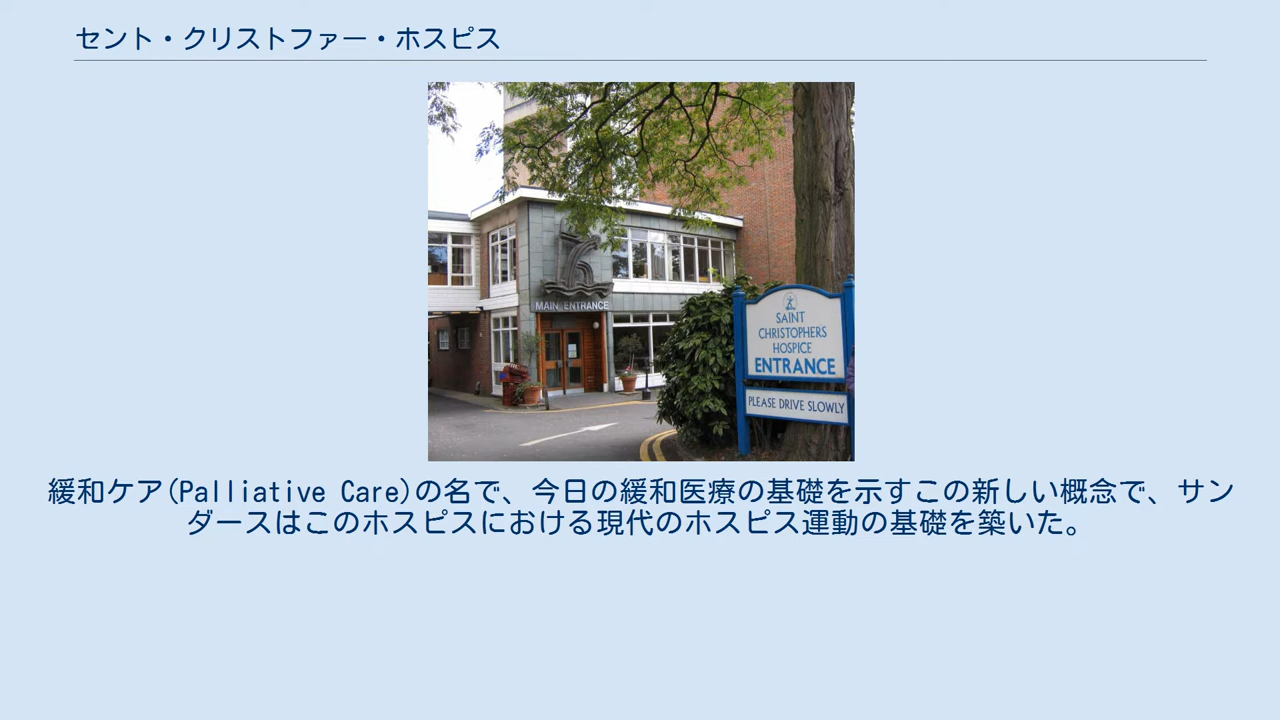 セント・クリストファー・ホスピス
MAIN ENTRANCE
SAINT
CHRISTOPHERS
HOSPICE
ENTRANCE
PLEASE DRIVE SLOWLY
緩和ケア(Palliative Care)の名で、今日の緩和医療の基礎を示すこの新しい概念で、サン
ダースはこのホスピスにおける現代のホスピス運動の基礎を築いた。